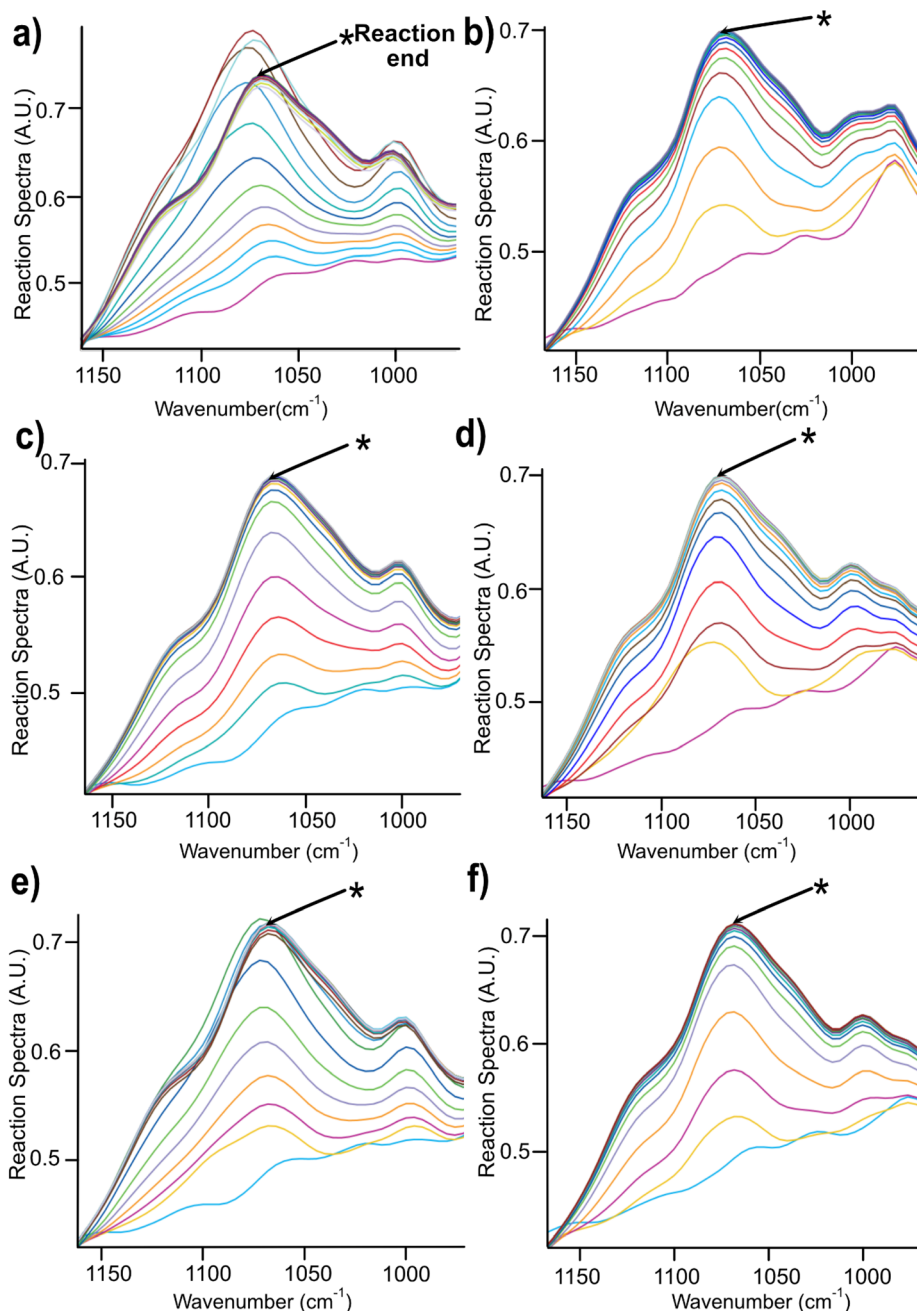 a)
*Reaction
end
0.7
0.6
0.5
Reaction Spectra (A.U.)
1150 1100 1050 1000
Wavenumber(cm⁻¹)
b)
*
0.7
0.6
0.5
Reaction Spectra (A.U.)
1150 1100 1050 1000
Wavenumber (cm⁻¹)
c)
*
0.7
0.6
0.5
Reaction Spectra (A.U.)
1150 1100 1050 1000
Wavenumber (cm⁻¹)
d)
*
0.7
0.6
0.5
Reaction Spectra (A.U.)
1150 1100 1050 1000
Wavenumber (cm⁻¹)
e)
*
0.7
0.6
0.5
Reaction Spectra (A.U.)
1150 1100 1050 1000
Wavenumber (cm⁻¹)
f)
*
0.7
0.6
0.5
Reaction Spectra (A.U.)
1150 1100 1050 1000
Wavenumber (cm⁻¹)